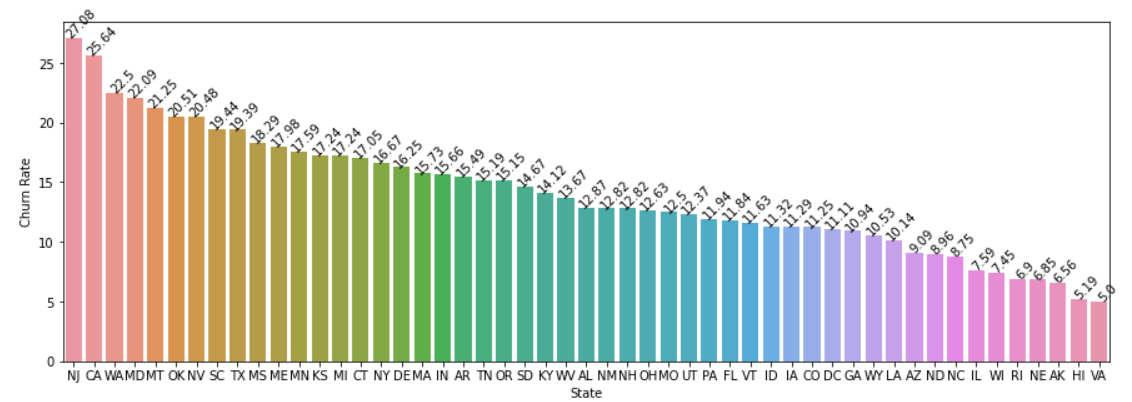 27.08 25.64 22.5 22.09 21.25 20.51 20.48 19.44 19.39 18.29 17.98 17.59 17.24 17.24 17.05 16.67 16.25 15.73 15.66 15.49 15.19 15.15 14.67 14.12 13.67 12.87 12.82 12.82 12.63 12.5 12.37 11.94 11.84 11.63 11.32 11.29 11.25 11.11 10.94 10.53 10.14 9.09 8.96 8.75 7.59 7.45 6.9 6.85 6.56 5.19 5.0
Churn Rate
25
20
15
10
5
0
NJ CA WA MD MT OK NV SC TX MS ME MN KS MI CT NY DE MA IN AR TN OR SD KY WV AL NM NH OH MO UT PA FL VT ID IA CO DC GA WY LA AZ ND NC IL WI RI NE AK HI VA
State